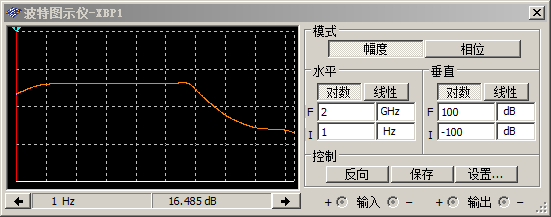 波特图示仪-XBP1
模式
幅度 相位
水平 垂直
对数 线性 对数 线性
F 2 GHz F 100 dB
I 1 Hz I -100 dB
控制
反向 保存 设置...
1 Hz 16.485 dB
+ 输入 - + 输出 -